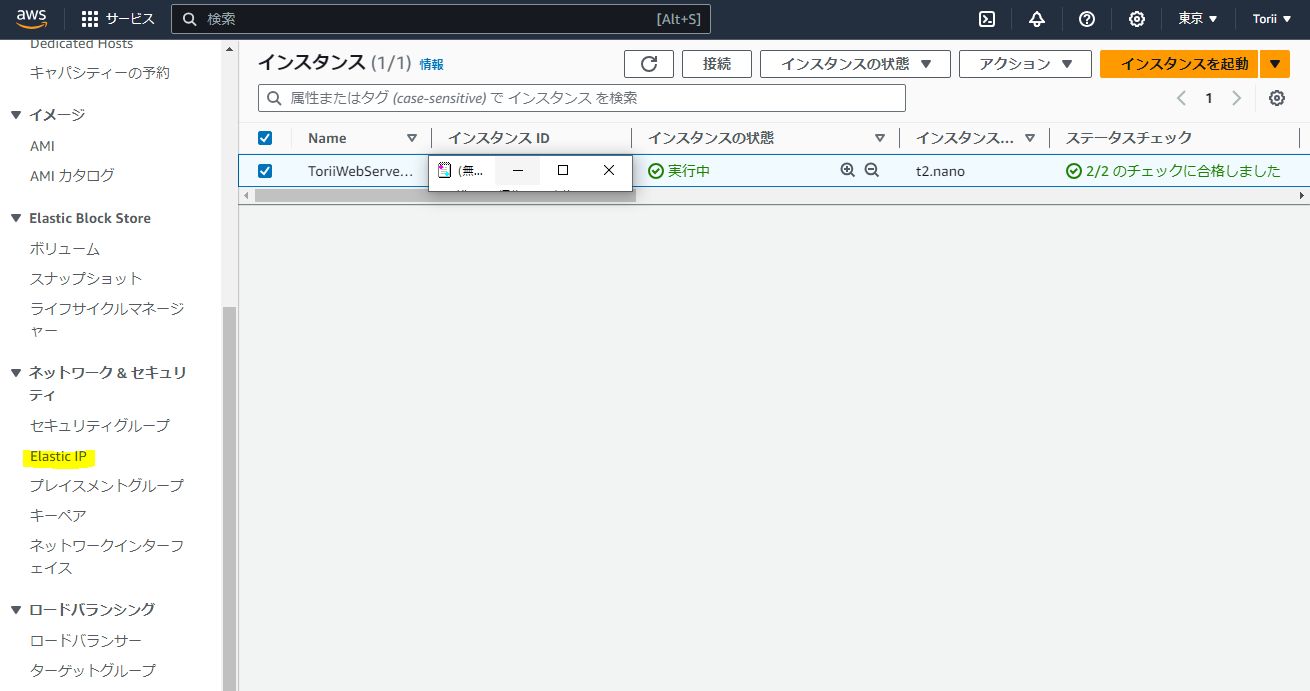 aws
サービス
検索
[Alt+S]
東京
Torii
Dedicated Hosts
キャパシティーの予約
イメージ
AMI
AMI カタログ
Elastic Block Store
ボリューム
スナップショット
ライフサイクルマネージ
ャー
ネットワーク & セキュリ
ティ
セキュリティグループ
Elastic IP
プレイスメントグループ
キーペア
ネットワークインターフ
ェイス
ロードバランシング
ロードバランサー
ターゲットグループ
インスタンス (1/1) 情報
接続
インスタンスの状態
アクション
インスタンスを起動
属性またはタグ (case-sensitive) で インスタンス を検索
1
Name
インスタンス ID
インスタンスの状態
インスタンス...
ステータスチェック
ToriiWebServe...
(無...
実行中
t2.nano
2/2 のチェックに合格しました